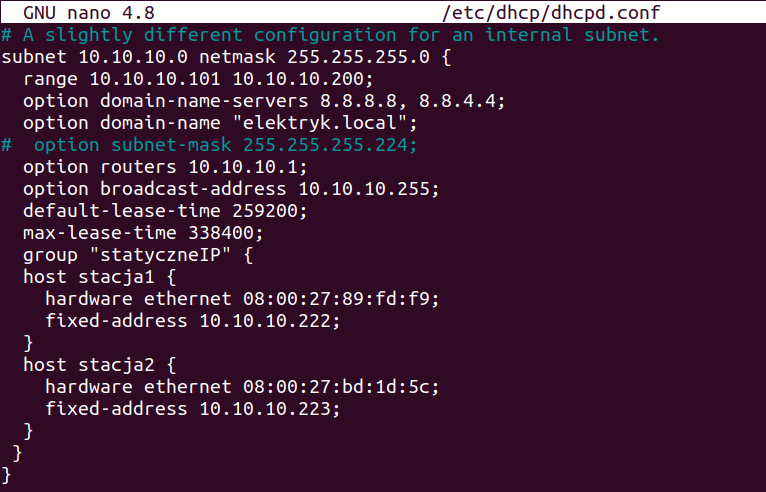 GNU nano 4.8 /etc/dhcp/dhcpd.conf
# A slightly different configuration for an internal subnet.
subnet 10.10.10.0 netmask 255.255.255.0 {
  range 10.10.10.101 10.10.10.200;
  option domain-name-servers 8.8.8.8, 8.8.4.4;
  option domain-name "elektryk.local";
#  option subnet-mask 255.255.255.224;
  option routers 10.10.10.1;
  option broadcast-address 10.10.10.255;
  default-lease-time 259200;
  max-lease-time 338400;
  group "statyczneIP" {
  host stacja1 {
    hardware ethernet 08:00:27:89:fd:f9;
    fixed-address 10.10.10.222;
  }
  host stacja2 {
    hardware ethernet 08:00:27:bd:1d:5c;
    fixed-address 10.10.10.223;
  }
 }
}